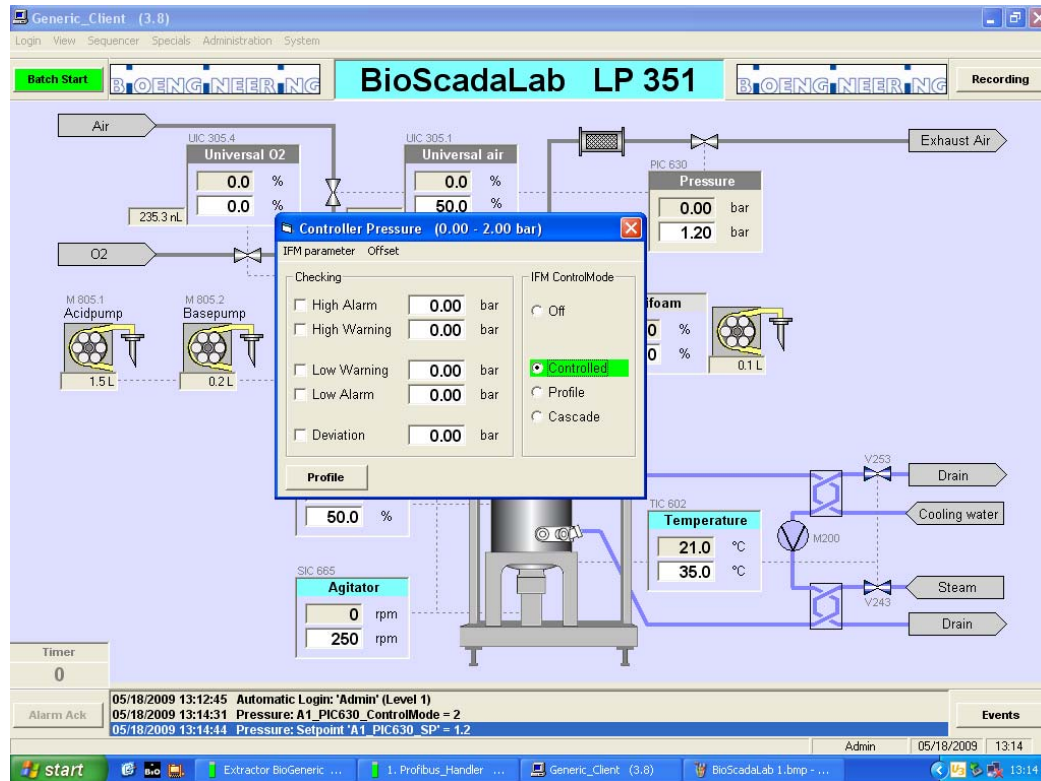 Generic_Client (3.8)
Login View Sequencer Specials Administration System
Batch Start
BIOENGINEERING
BioScadaLab LP 351
BIOENGINEERING
Recording
Air
Exhaust Air
UIC 305.4
Universal O2
0.0 %
0.0 %
235.3 nL
UIC 305.1
Universal air
0.0 %
50.0 %
PIC 630
Pressure
0.00 bar
1.20 bar
O2
Controller Pressure (0.00 - 2.00 bar)
IFM parameter Offset
Checking
High Alarm 0.00 bar
High Warning 0.00 bar
Low Warning 0.00 bar
Low Alarm 0.00 bar
Deviation 0.00 bar
IFM ControlMode
Off
Controlled
Profile
Cascade
Profile
M 805.1
Acidpump
1.5 L
M 805.2
Basepump
0.2 L
ifoam
0 %
0 %
0.1 L
50.0 %
SIC 665
Agitator
0 rpm
250 rpm
TIC 602
Temperature
21.0 °C
35.0 °C
V253
Drain
Cooling water
M200
Steam
V243
Drain
Timer
0
Alarm Ack
05/18/2009 13:12:45 Automatic Login: 'Admin' (Level 1)
05/18/2009 13:14:31 Pressure: A1_PIC630_ControlMode = 2
05/18/2009 13:14:44 Pressure: Setpoint 'A1_PIC630_SP' = 1.2
Events
Admin 05/18/2009 13:14
start
Extractor BioGeneric ...
1. Profibus_Handler ...
Generic_Client (3.8)
BioScadaLab 1.bmp - ...
13:14